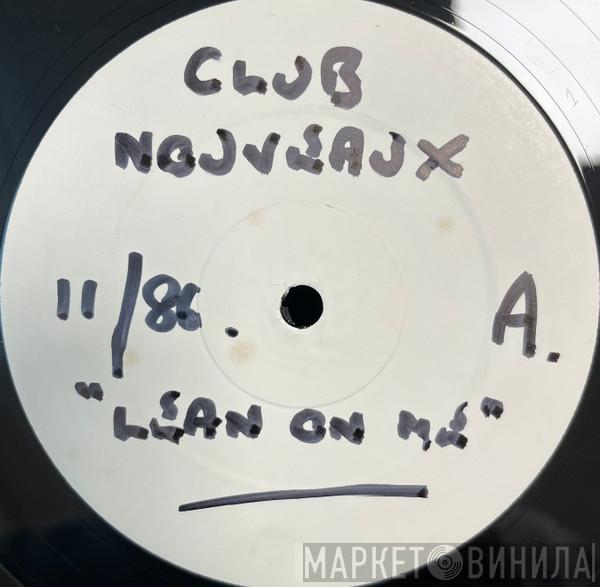 CLUB
NOUVEAUX
11/86.
A.
"LEAN ON ME"
МАРКЕТ ВИНИЛА